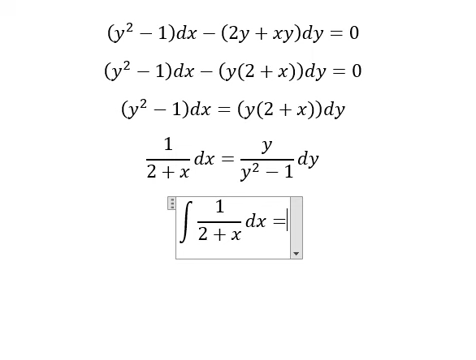 (y² − 1)dx − (2y + xy)dy = 0
(y² − 1)dx − (y(2 + x))dy = 0
(y² − 1)dx = (y(2 + x))dy
1/(2 + x) dx = y/(y² − 1) dy
∫ 1/(2 + x) dx =